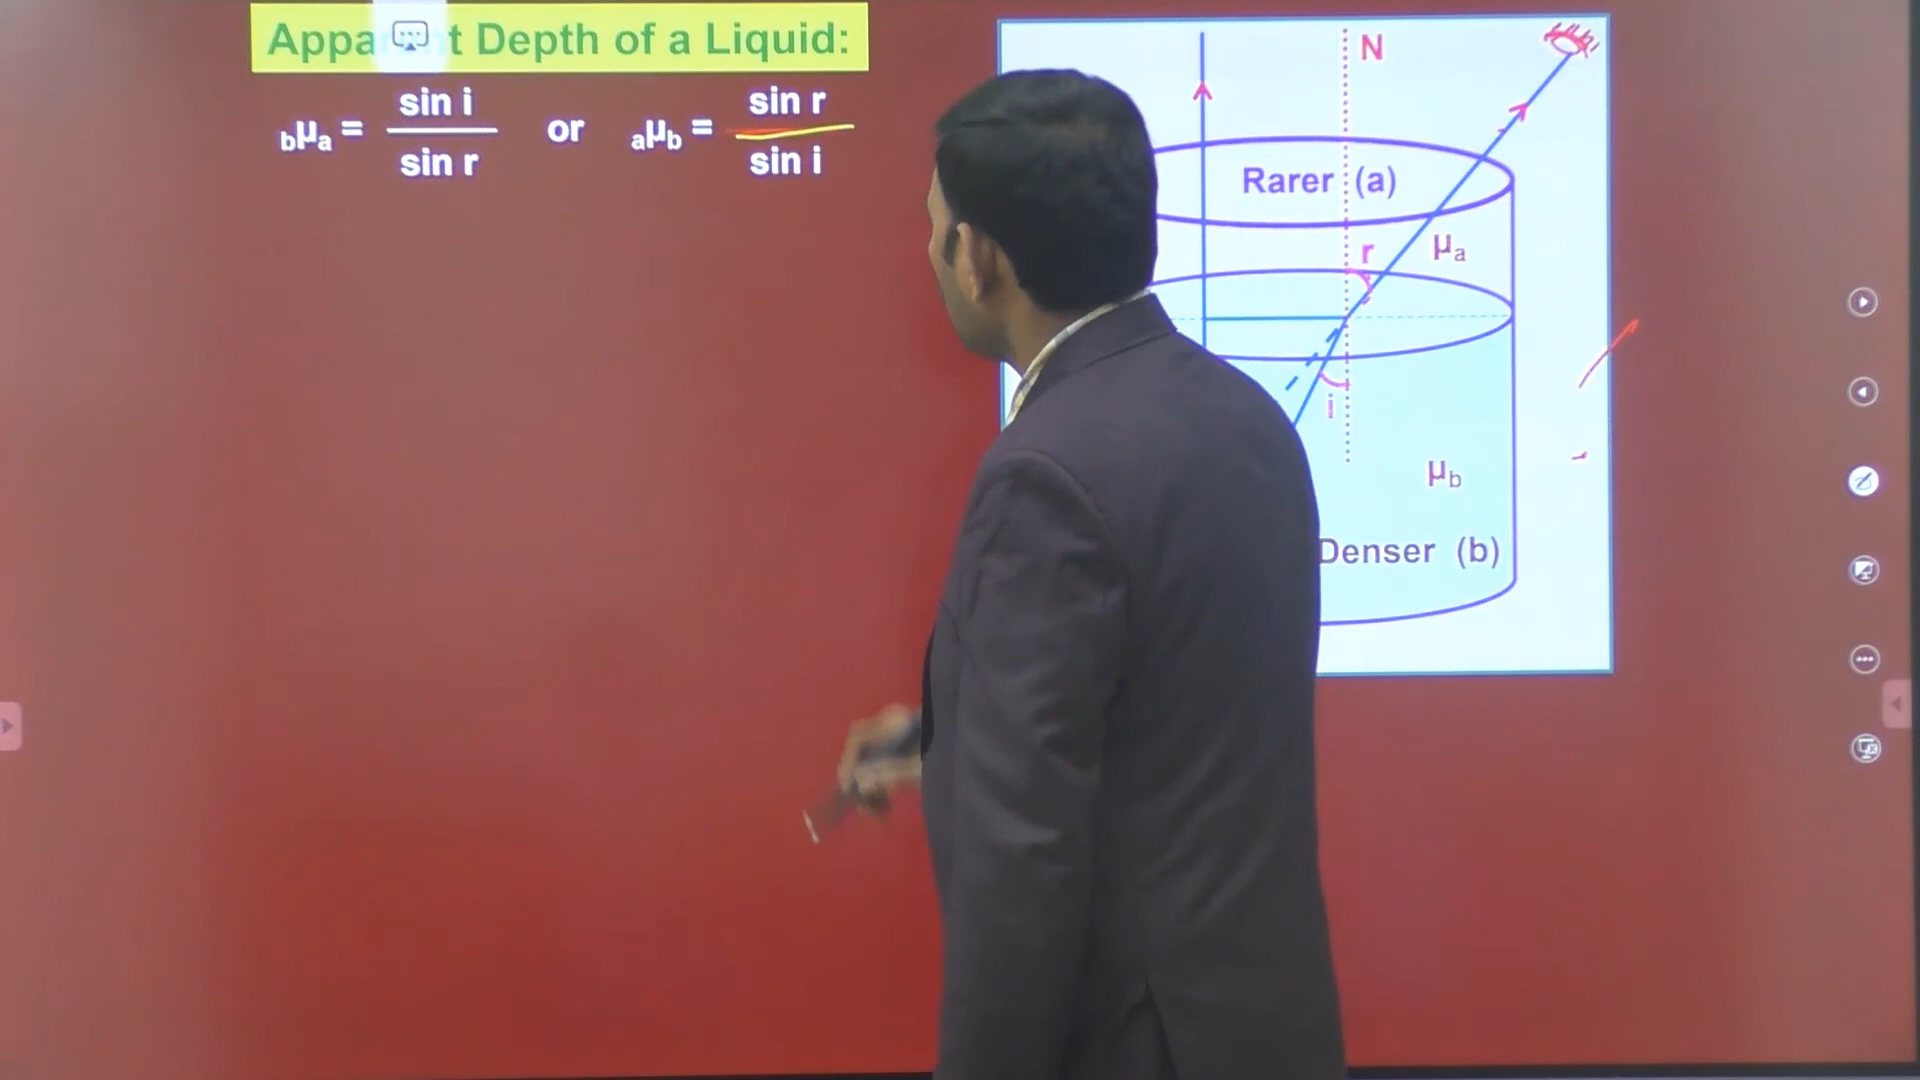 Appa t Depth of a Liquid:
bμa = sin i / sin r or aμb = sin r / sin i
N
Rarer (a)
r
μa
i
μb
Denser (b)